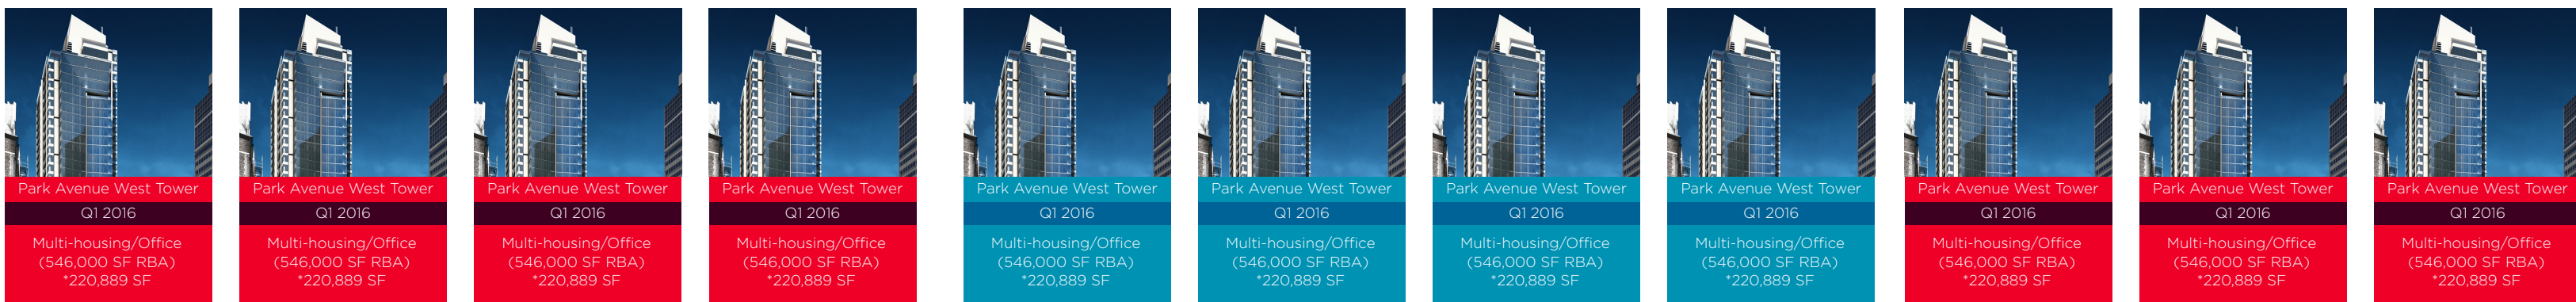 Park Avenue West Tower
Q1 2016
Multi-housing/Office
(546,000 SF RBA)
*220,889 SF
Park Avenue West Tower
Q1 2016
Multi-housing/Office
(546,000 SF RBA)
*220,889 SF
Park Avenue West Tower
Q1 2016
Multi-housing/Office
(546,000 SF RBA)
*220,889 SF
Park Avenue West Tower
Q1 2016
Multi-housing/Office
(546,000 SF RBA)
*220,889 SF
Park Avenue West Tower
Q1 2016
Multi-housing/Office
(546,000 SF RBA)
*220,889 SF
Park Avenue West Tower
Q1 2016
Multi-housing/Office
(546,000 SF RBA)
*220,889 SF
Park Avenue West Tower
Q1 2016
Multi-housing/Office
(546,000 SF RBA)
*220,889 SF
Park Avenue West Tower
Q1 2016
Multi-housing/Office
(546,000 SF RBA)
*220,889 SF
Park Avenue West Tower
Q1 2016
Multi-housing/Office
(546,000 SF RBA)
*220,889 SF
Park Avenue West Tower
Q1 2016
Multi-housing/Office
(546,000 SF RBA)
*220,889 SF
Park Avenue West Tower
Q1 2016
Multi-housing/Office
(546,000 SF RBA)
*220,889 SF